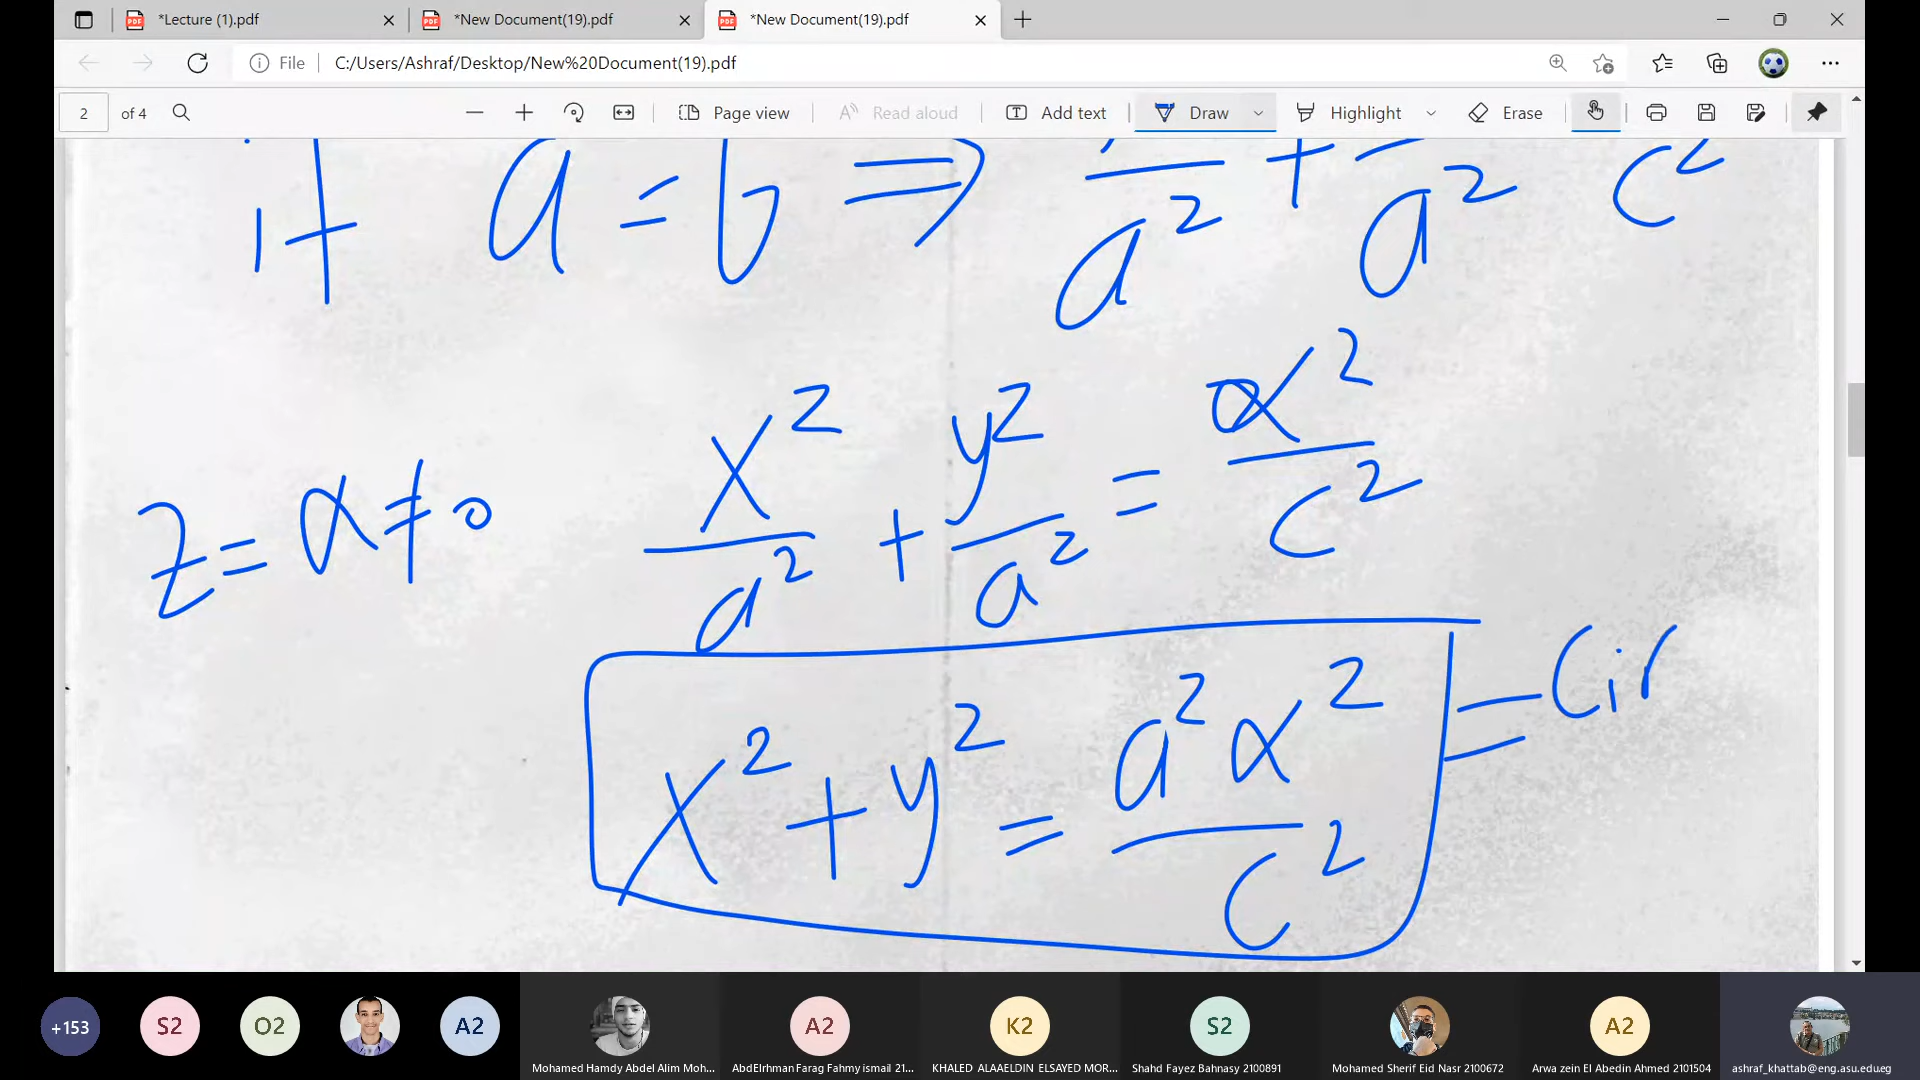 *Lecture (1).pdf *New Document(19).pdf *New Document(19).pdf
File C:/Users/Ashraf/Desktop/New%20Document(19).pdf
2 of 4 Page view Read aloud Add text Draw Highlight Erase
if a = b ⇒ a² + a² c²
z = α ≠ 0 x²/a² + y²/a² = α²/c²
x² + y² = a² α²/c² = Cir
+153 S2 O2 A2 A2 K2 S2 A2
Mohamed Hamdy Abdel Alim Moh... AbdElrhman Farag Fahmy ismail 21... KHALED ALAAELDIN ELSAYED MOR... Shahd Fayez Bahnasy 2100891 Mohamed Sherif Eid Nasr 2100672 Arwa zein El Abedin Ahmed 2101504 ashraf_khattab@eng.asu.edu.eg